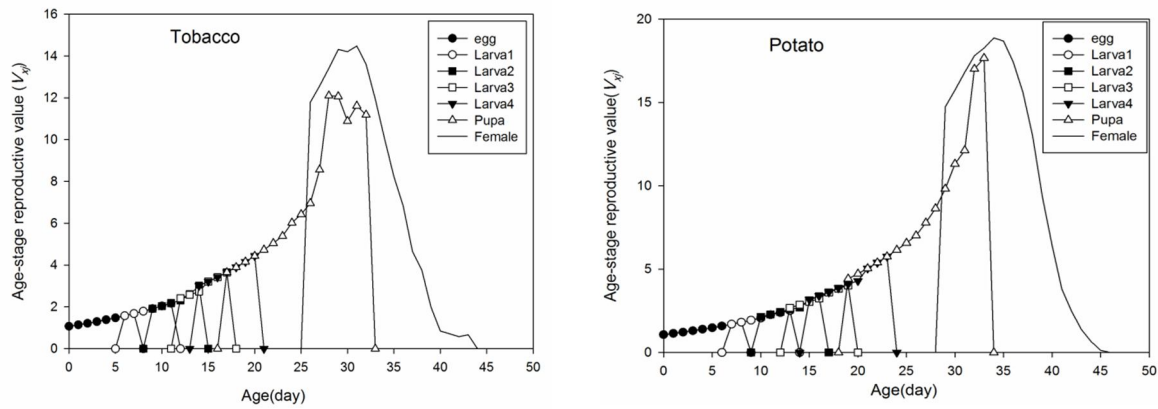 Tobacco
Age-stage reproductive value (Vxj)
16
14
12
10
8
6
4
2
0
0 5 10 15 20 25 30 35 40 45 50
Age(day)
egg
Larva1
Larva2
Larva3
Larva4
Pupa
Female
Potato
Age-stage reproductive value(Vxj)
20
15
10
5
0
0 5 10 15 20 25 30 35 40 45 50
Age(day)
egg
Larva1
Larva2
Larva3
Larva4
Pupa
Female